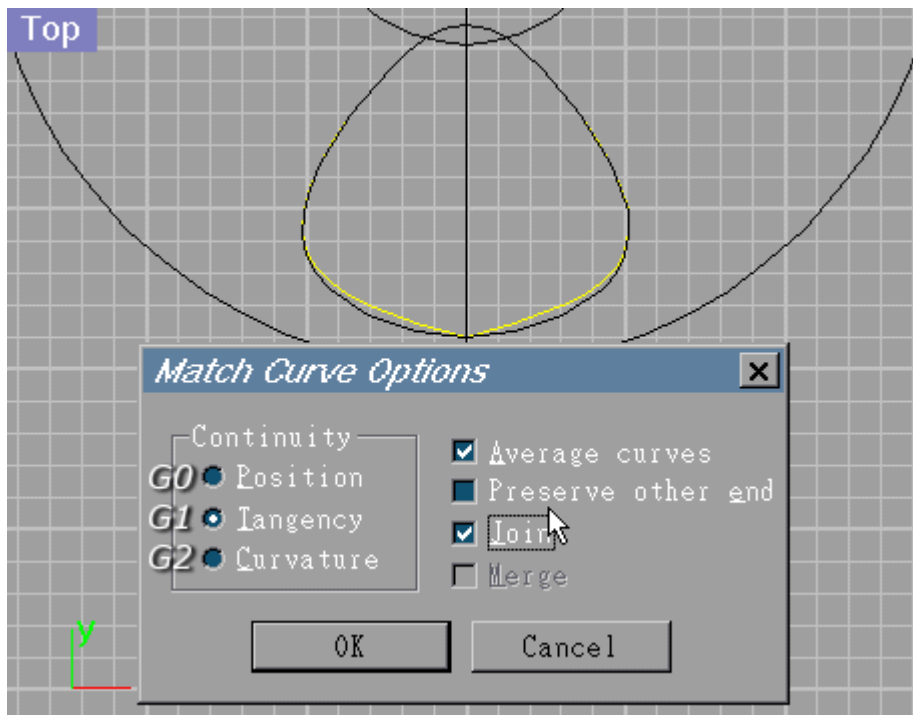 Top
Match Curve Options
Continuity
G0 Position
G1 Tangency
G2 Curvature
Average curves
Preserve other end
Join
Merge
OK
Cancel
y